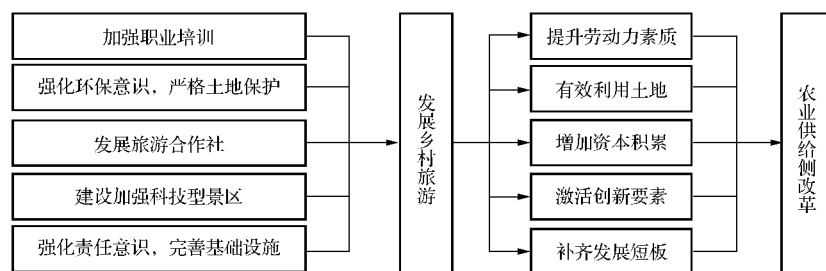 加强职业培训
强化环保意识，严格土地保护
发展旅游合作社
建设加强科技型景区
强化责任意识，完善基础设施
发展乡村旅游
提升劳动力素质
有效利用土地
增加资本积累
激活创新要素
补齐发展短板
农业供给侧改革